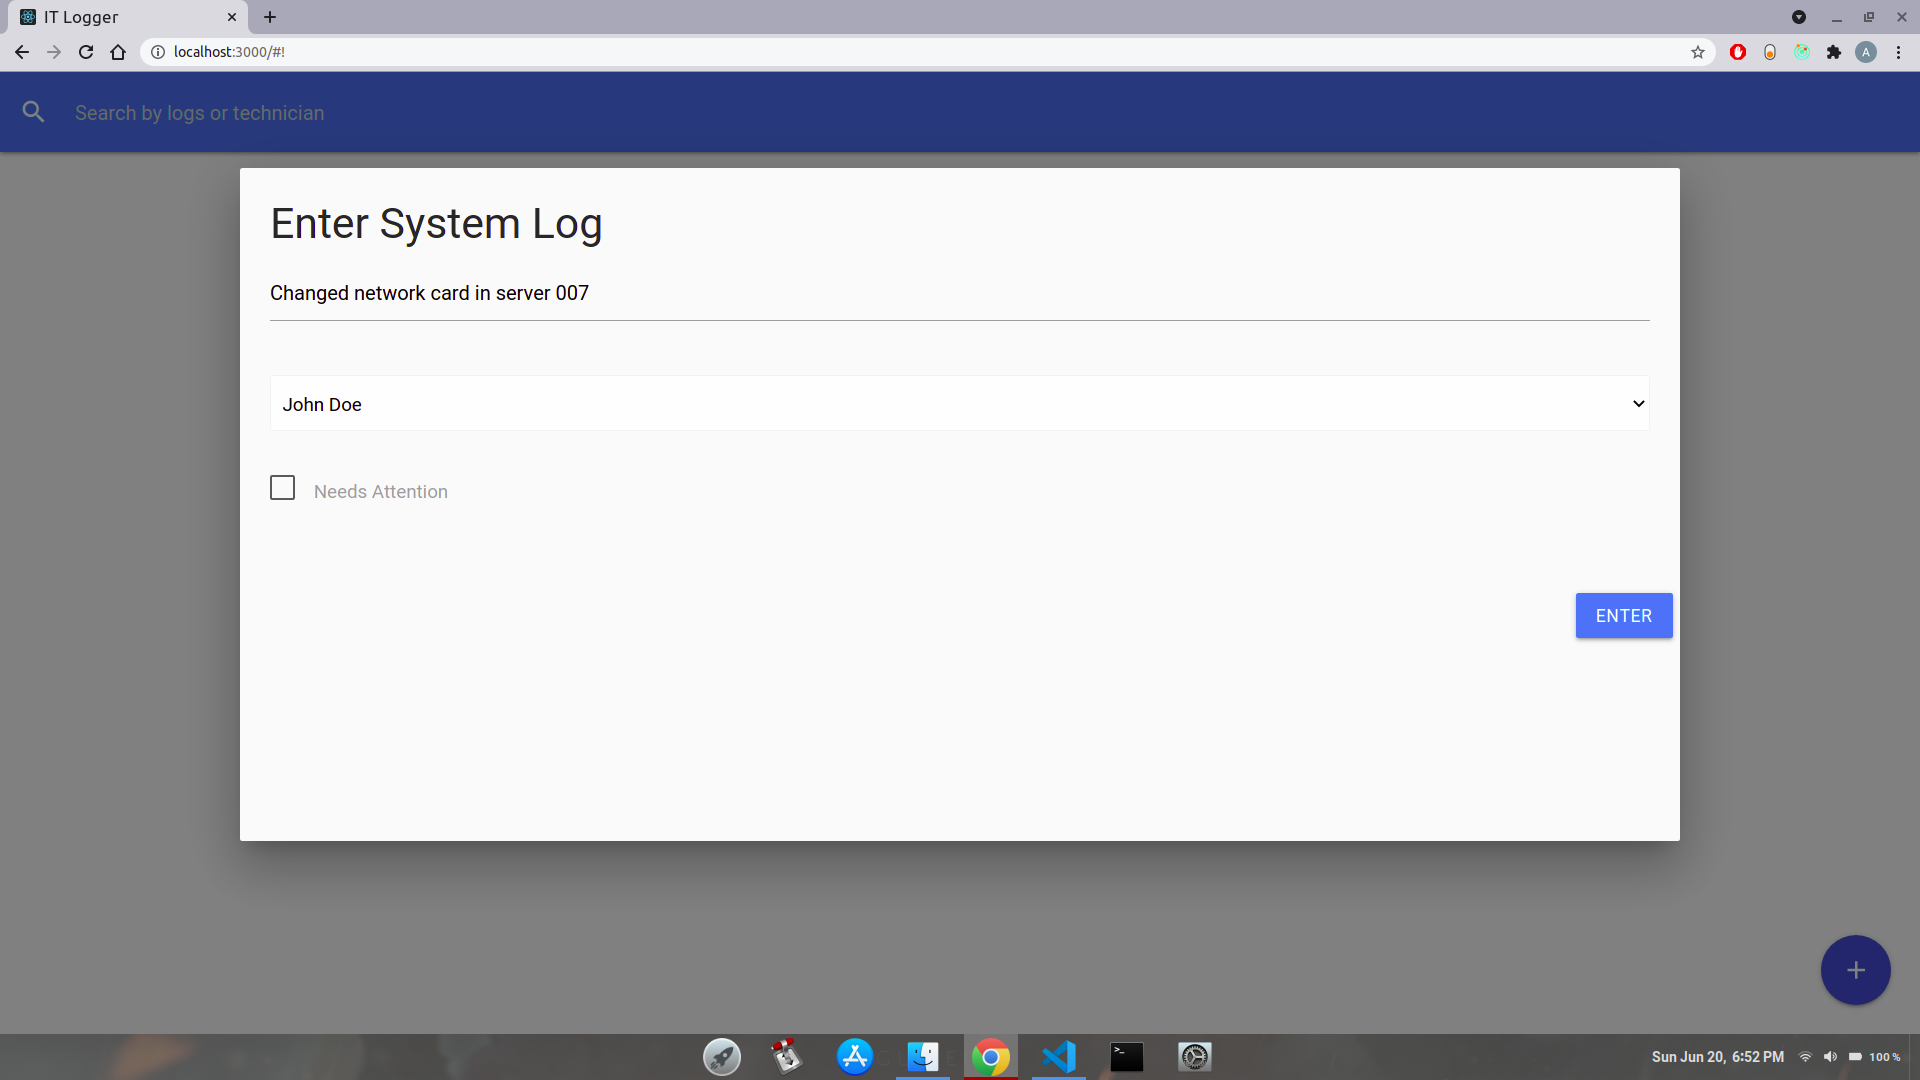 IT Logger
localhost:3000/#!
A
Search by logs or technician
Enter System Log
Changed network card in server 007
John Doe
Needs Attention
ENTER
+
>_
Sun Jun 20, 6:52 PM
100 %